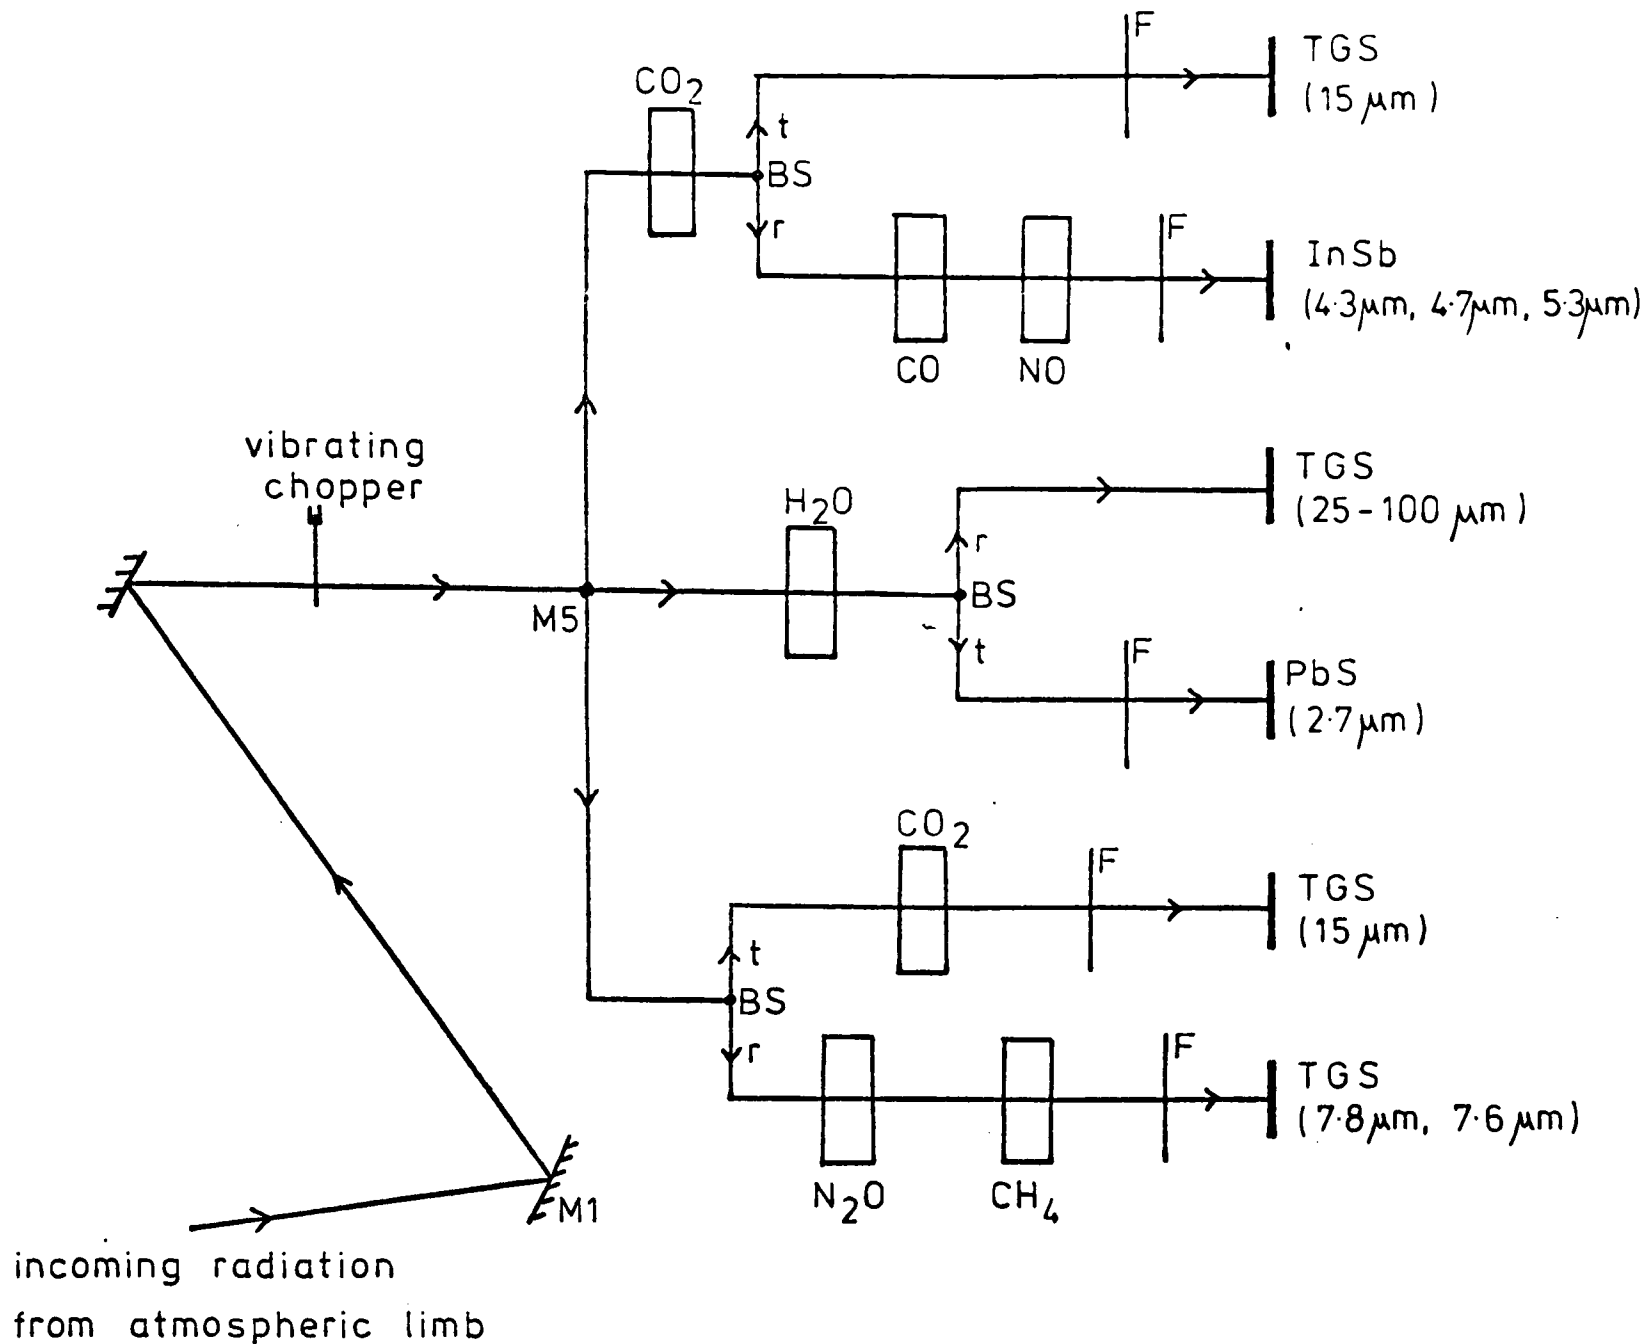 F
TGS
(15 μm)
CO2
t
BS
r
F
InSb
(4·3μm, 4·7μm, 5·3μm)
CO
NO
vibrating
chopper
TGS
(25-100 μm)
H2O
r
BS
M5
t
F
PbS
(2·7μm)
CO2
F
TGS
(15 μm)
t
BS
r
F
TGS
(7·8μm, 7·6μm)
N2O
CH4
M1
incoming radiation
from atmospheric limb